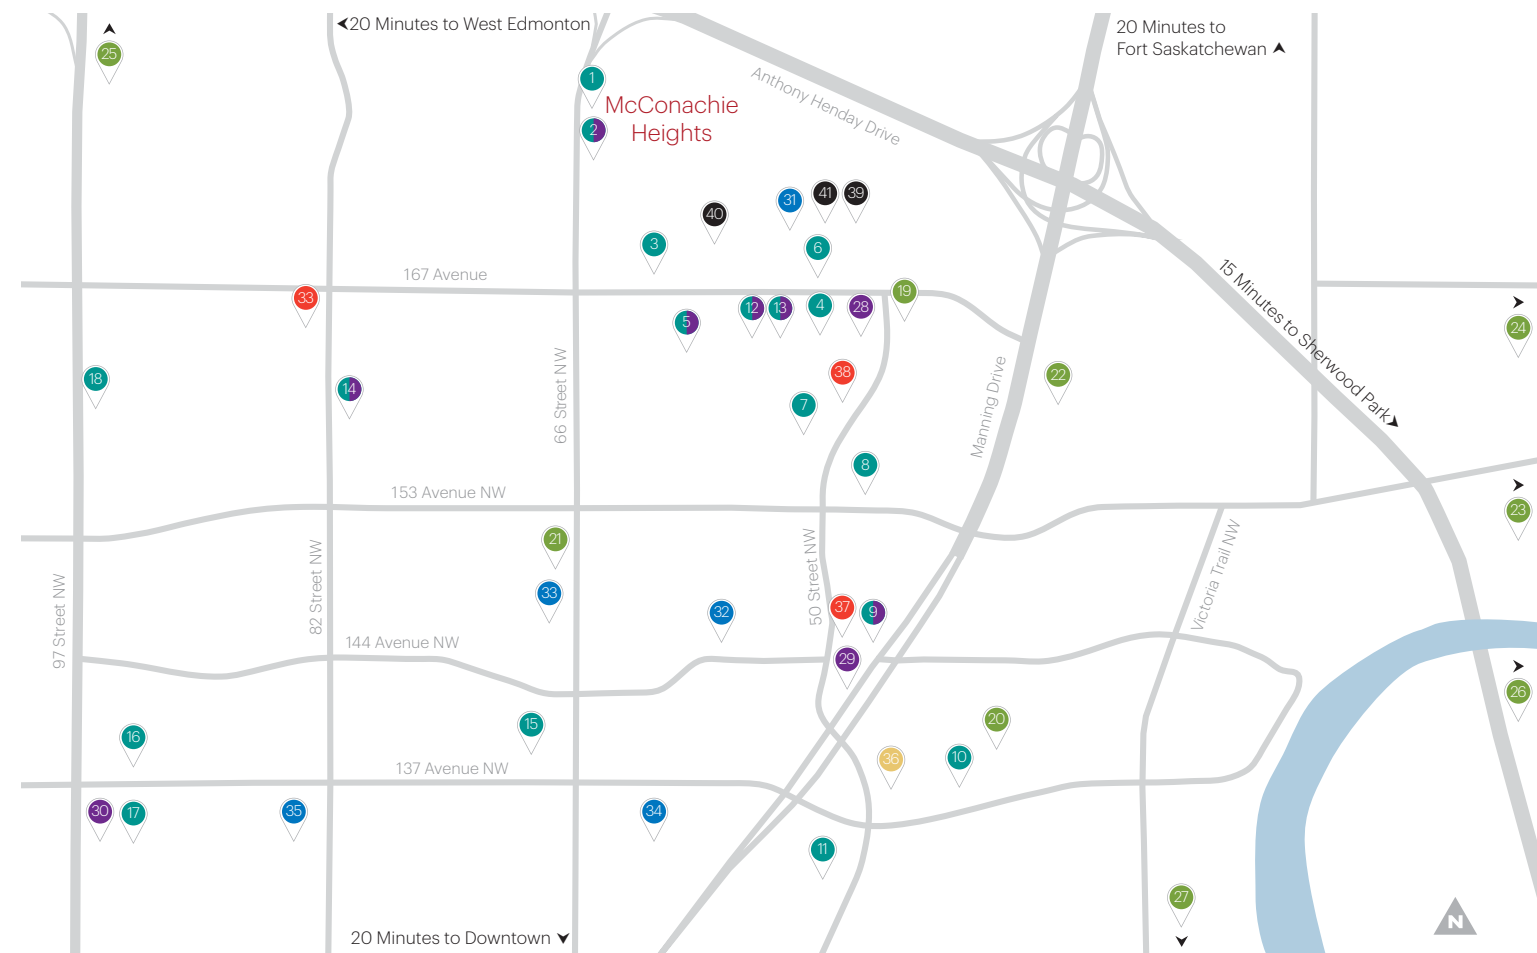 20 Minutes to West Edmonton
20 Minutes to
Fort Saskatchewan
25
1
McConachie
Heights
2
Anthony Henday Drive
31
41
39
40
3
6
167 Avenue
15 Minutes to Sherwood Park
33
12
13
4
28
19
5
24
18
14
66 Street NW
38
7
Manning Drive
22
8
153 Avenue NW
23
21
97 Street NW
82 Street NW
33
32
50 Street NW
37
9
Victoria Trail NW
144 Avenue NW
29
26
16
15
20
36
10
137 Avenue NW
30
17
35
34
11
27
N
20 Minutes to Downtown